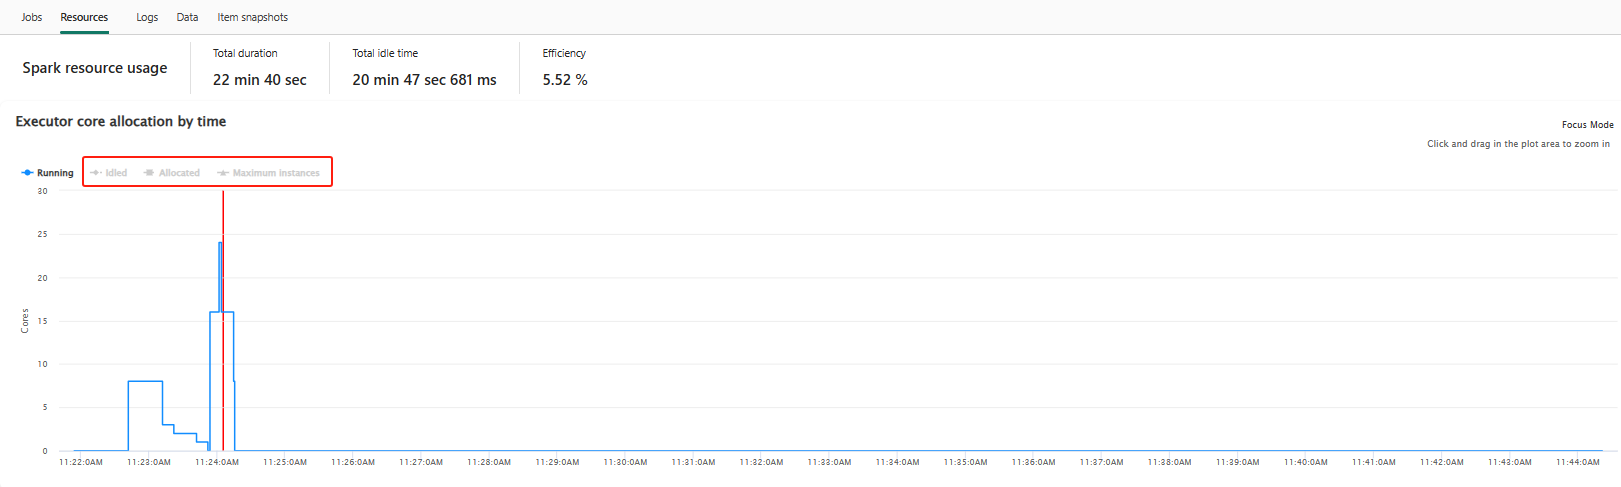 Jobs Resources Logs Data Item snapshots
Spark resource usage
Total duration
22 min 40 sec
Total idle time
20 min 47 sec 681 ms
Efficiency
5.52 %
Executor core allocation by time
Focus Mode
Click and drag in the plot area to zoom in
Running Idled Allocated Maximum instances
30
25
20
15
10
5
0
Cores
11:22:0AM 11:23:0AM 11:24:0AM 11:25:0AM 11:26:0AM 11:27:0AM 11:28:0AM 11:29:0AM 11:30:0AM 11:31:0AM 11:32:0AM 11:33:0AM 11:34:0AM 11:35:0AM 11:36:0AM 11:37:0AM 11:38:0AM 11:39:0AM 11:40:0AM 11:41:0AM 11:42:0AM 11:43:0AM 11:44:0AM